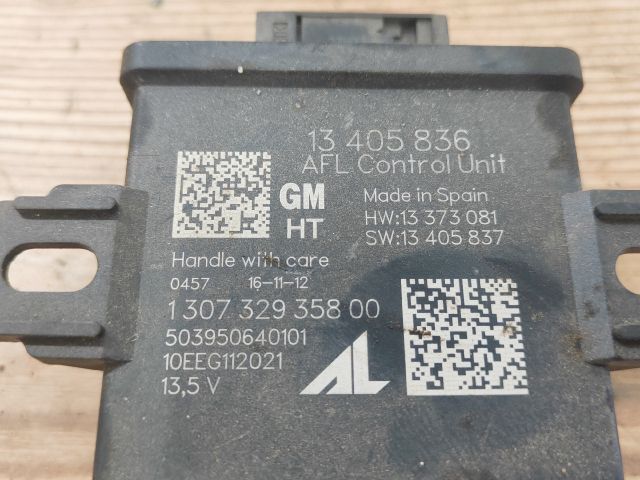 13 405 836
AFL Control Unit
GM
HT
Made in Spain
HW:13 373 081
SW:13 405 837
Handle with care
0457 16-11-12
1 307 329 358 00
503950640101
10EEG112021
13,5 V
AL